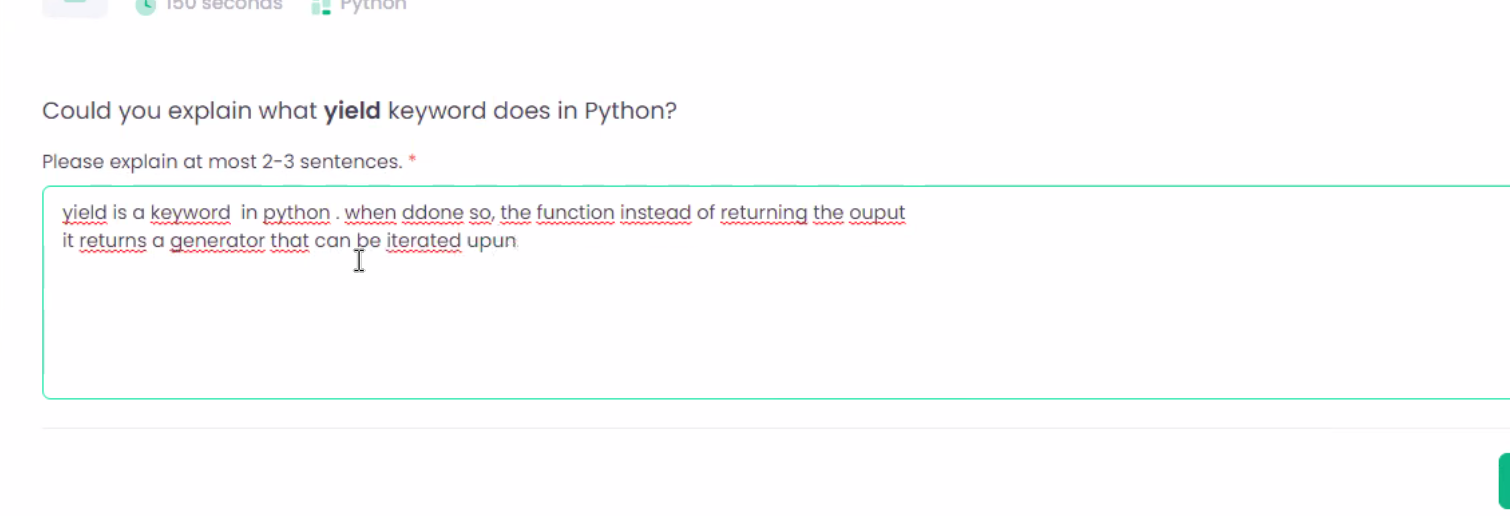 150 seconds Python
Could you explain what yield keyword does in Python?
Please explain at most 2-3 sentences. *
yield is a keyword  in python . when ddone so, the function instead of returning the ouput
it returns a generator that can be iterated upun